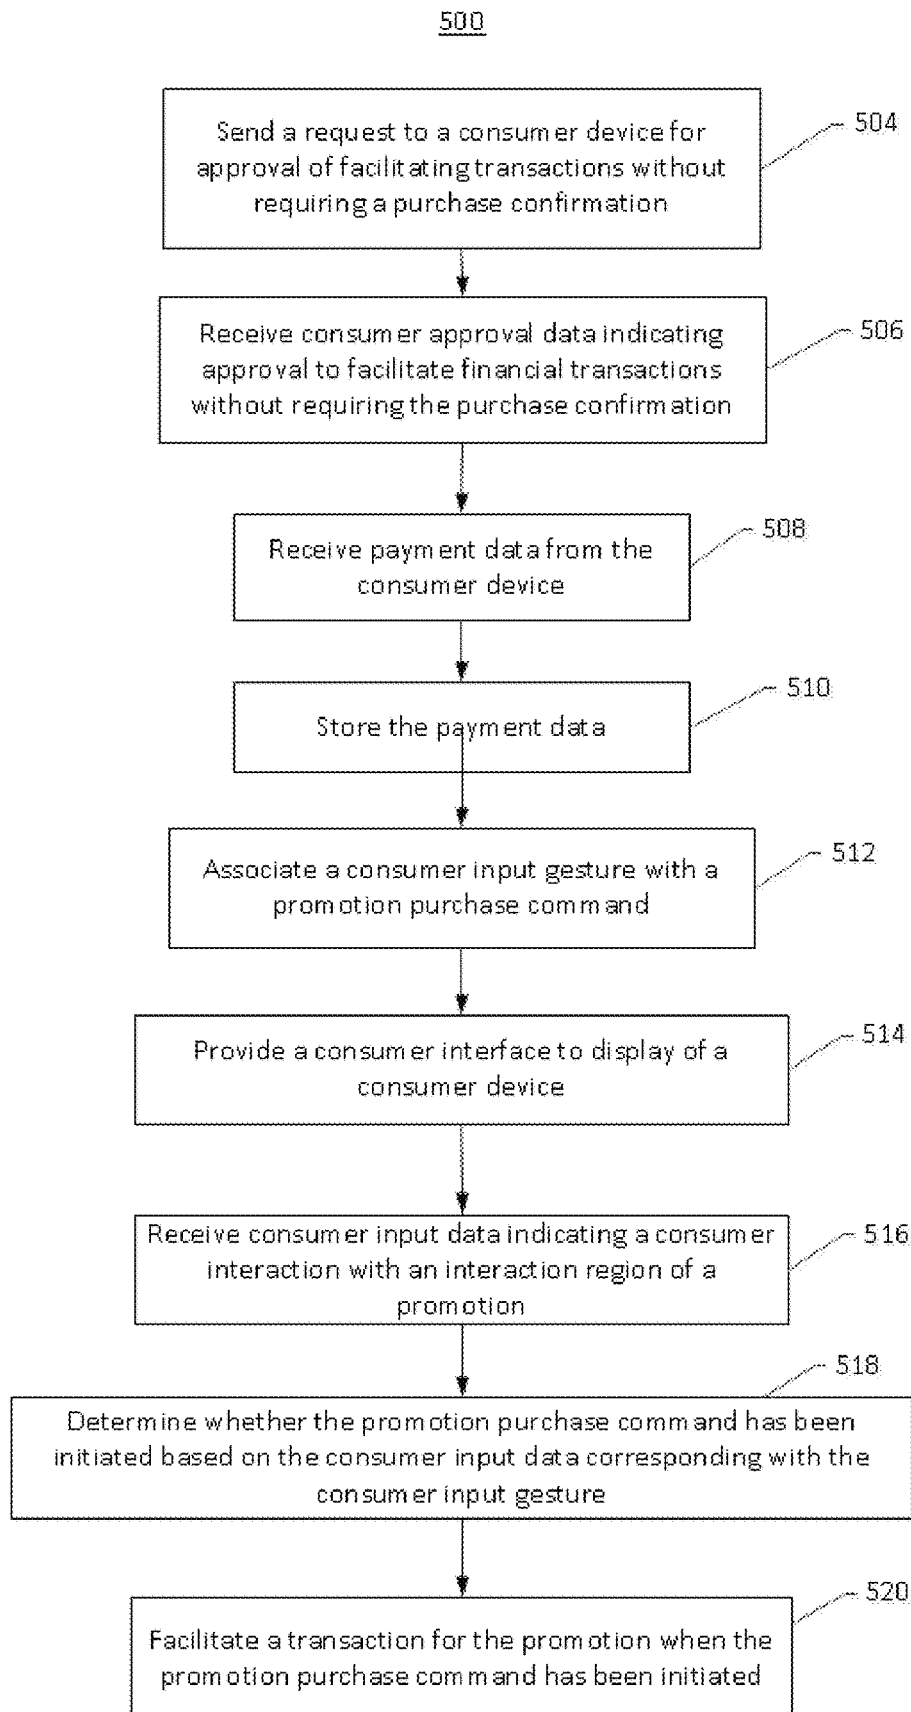 500
Send a request to a consumer device for
approval of facilitating transactions without
requiring a purchase confirmation
504
Receive consumer approval data indicating
approval to facilitate financial transactions
without requiring the purchase confirmation
506
Receive payment data from the
consumer device
508
Store the payment data
510
Associate a consumer input gesture with a
promotion purchase command
512
Provide a consumer interface to display of a
consumer device
514
Receive consumer input data indicating a consumer
interaction with an interaction region of a
promotion
516
Determine whether the promotion purchase command has been
initiated based on the consumer input data corresponding with the
consumer input gesture
518
Facilitate a transaction for the promotion when the
promotion purchase command has been initiated
520